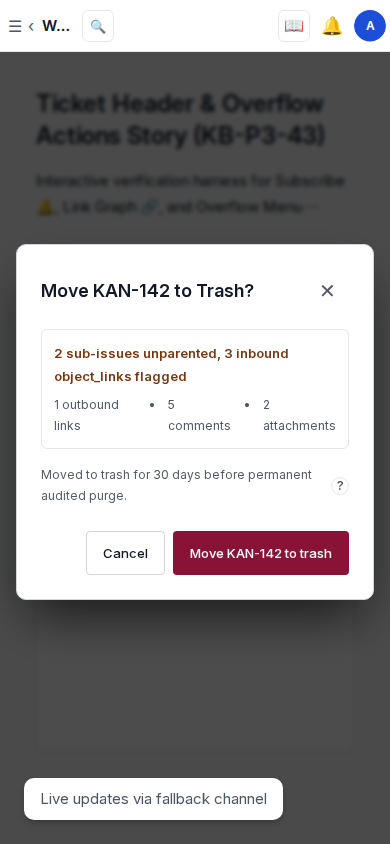 ☰ ‹ W... 🔍 📖 🔔 A
Ticket Header & Overflow
Actions Story (KB-P3-43)
Interactive verification harness for Subscribe
🔔, Link Graph 🔗, and Overflow Menu ···
Move KAN-142 to Trash? ✕
2 sub-issues unparented, 3 inbound
object_links flagged
1 outbound • 5 • 2
links comments attachments
Moved to trash for 30 days before permanent
audited purge. ?
Cancel Move KAN-142 to trash
Live updates via fallback channel